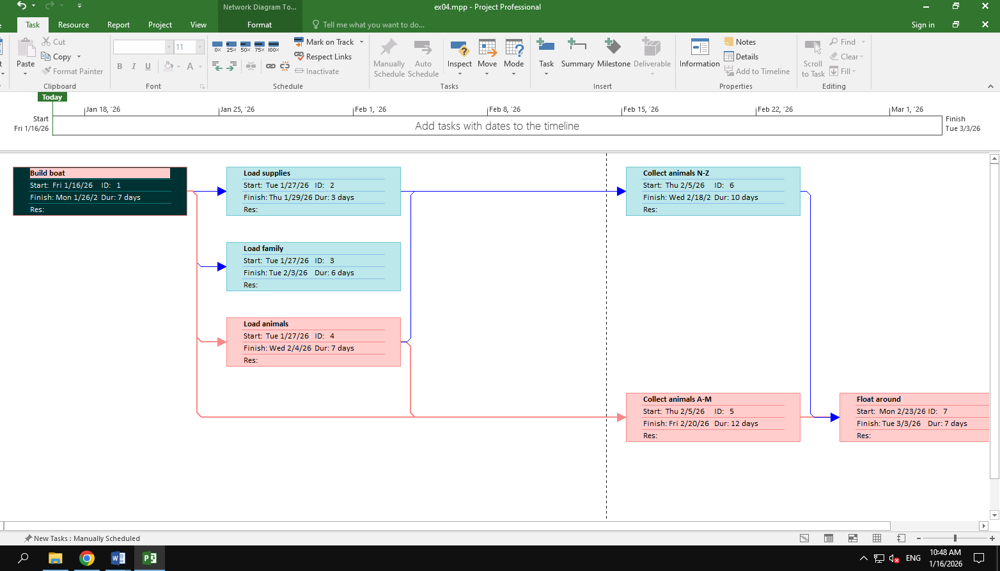 Network Diagram To...
ex04.mpp - Project Professional
Task
Resource
Report
Project
View
Format
Tell me what you want to do...
Sign in
Paste
Cut
Copy
Format Painter
Clipboard
11
B I U A
Font
0% 25% 50% 75% 100%
Mark on Track
Respect Links
Inactivate
Schedule
Manually Schedule
Auto Schedule
Inspect
Move
Mode
Tasks
Task
Summary
Milestone
Deliverable
Insert
Information
Notes
Details
Add to Timeline
Properties
Scroll to Task
Find
Clear
Fill
Editing
Today
Jan 18, '26
Jan 25, '26
Feb 1, '26
Feb 8, '26
Feb 15, '26
Feb 22, '26
Mar 1, '26
Start
Fri 1/16/26
Add tasks with dates to the timeline
Finish
Tue 3/3/26
Build boat
Start: Fri 1/16/26 ID: 1
Finish: Mon 1/26/2 Dur: 7 days
Res:
Load supplies
Start: Tue 1/27/26 ID: 2
Finish: Thu 1/29/26 Dur: 3 days
Res:
Collect animals N-Z
Start: Thu 2/5/26 ID: 6
Finish: Wed 2/18/2 Dur: 10 days
Res:
Load family
Start: Tue 1/27/26 ID: 3
Finish: Tue 2/3/26 Dur: 6 days
Res:
Load animals
Start: Tue 1/27/26 ID: 4
Finish: Wed 2/4/26 Dur: 7 days
Res:
Collect animals A-M
Start: Thu 2/5/26 ID: 5
Finish: Fri 2/20/26 Dur: 12 days
Res:
Float around
Start: Mon 2/23/26 ID: 7
Finish: Tue 3/3/26 Dur: 7 days
Res:
New Tasks : Manually Scheduled
ENG
10:48 AM
1/16/2026